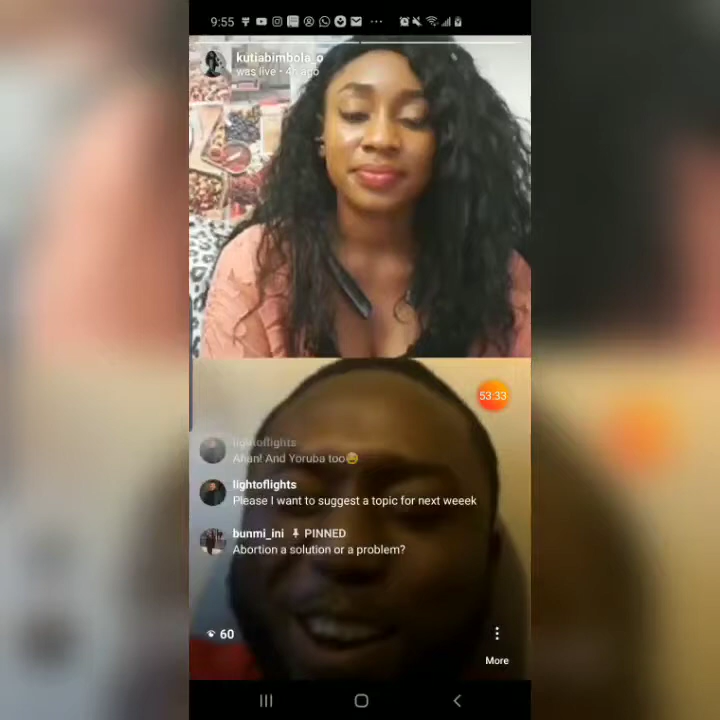 9:55
kutiabimbola_o
was live • 4h ago
53:33
lightoflights
Ahan! And Yoruba too😅
lightoflights
Please I want to suggest a topic for next weeek
bunmi_ini PINNED
Abortion a solution or a problem?
60
More